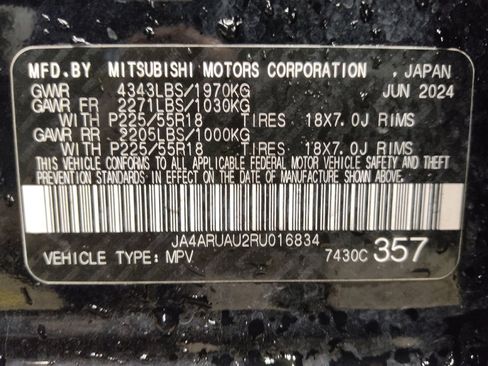 MFD.BY MITSUBISHI MOTORS CORPORATION , JAPAN
GVWR 4343LBS/1970KG JUN 2024
GAWR FR 2271LBS/1030KG
WITH P225/55R18 TIRES 18X7.0J RIMS
GAWR RR 2205LBS/1000KG
WITH P225/55R18 TIRES 18X7.0J RIMS
THIS VEHICLE CONFORMS TO ALL APPLICABLE FEDERAL MOTOR VEHICLE SAFETY AND THEFT
PREVENTION STANDARDS IN EFFECT ON THE DATE OF MANUFACTURE SHOWN ABOVE.
JA4ARUAU2RU016834
VEHICLE TYPE: MPV 7430C 357